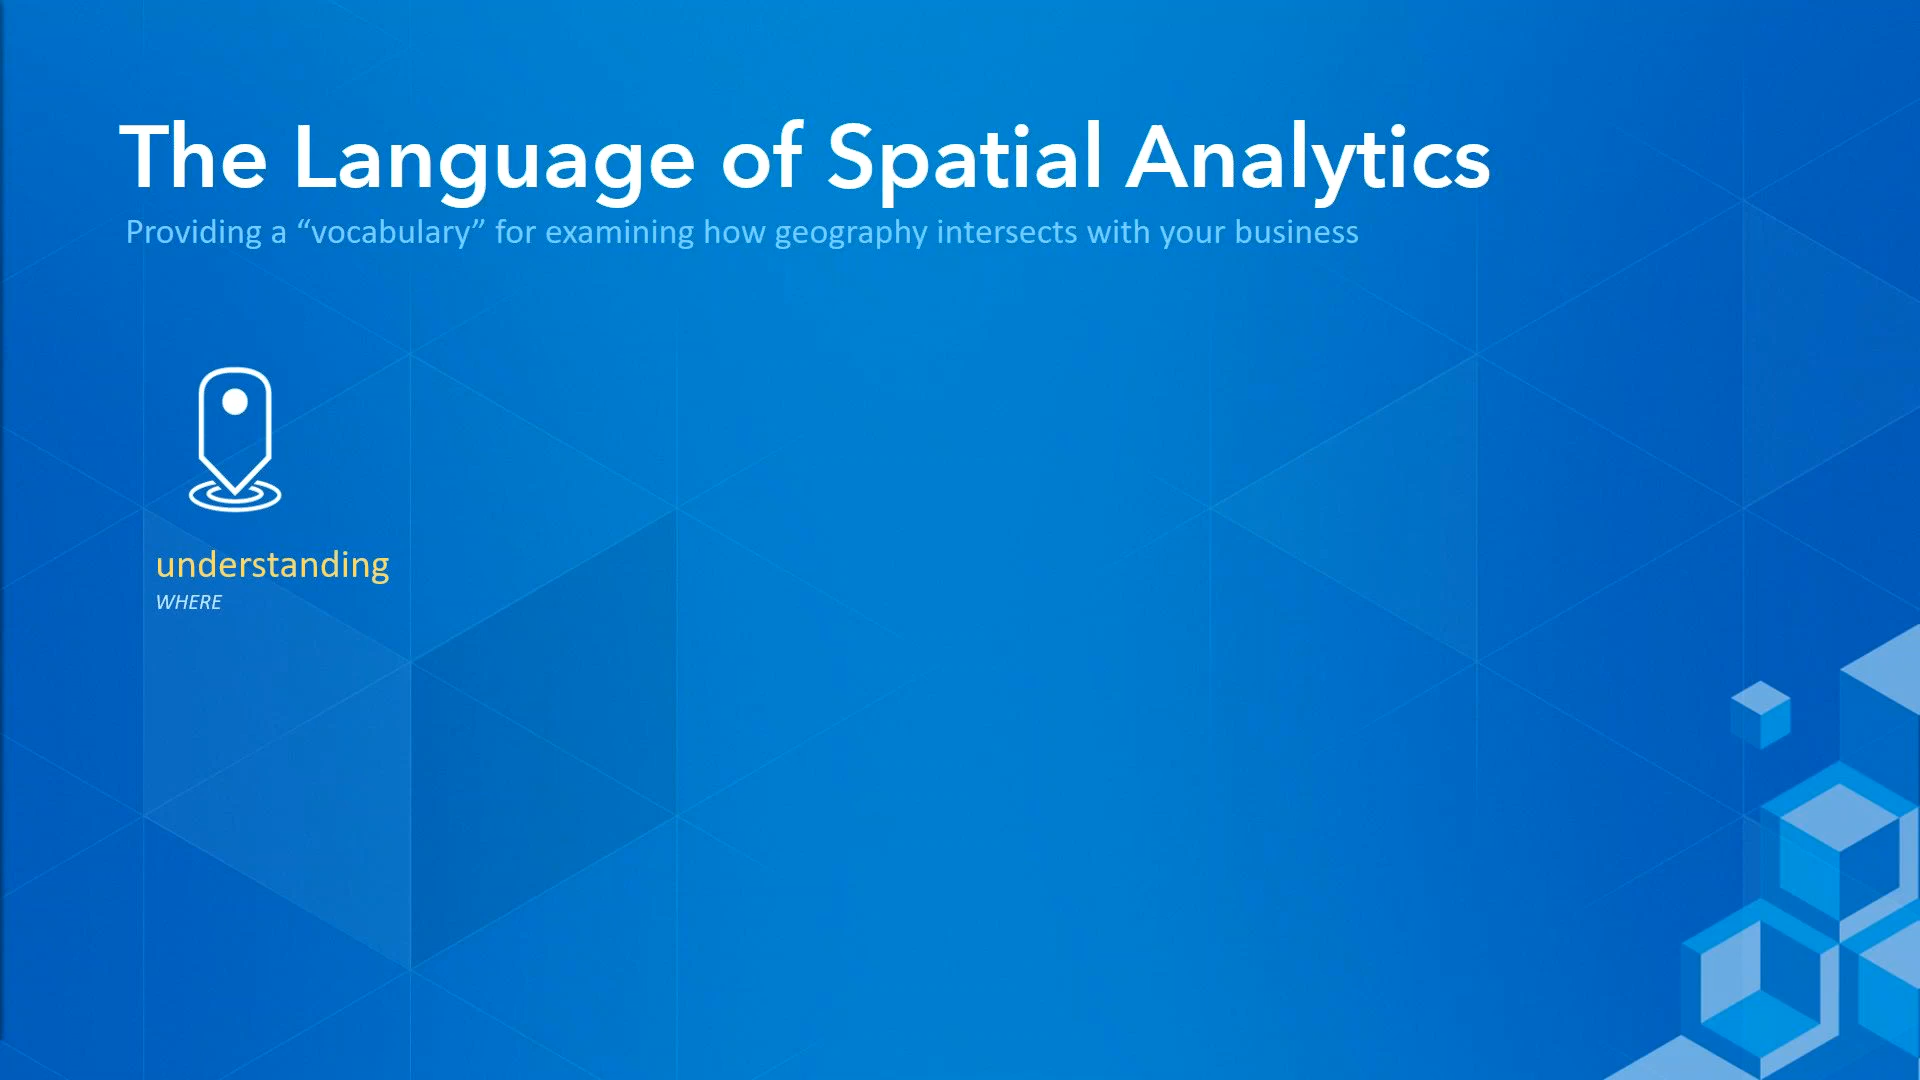 The Language of Spatial Analytics
Providing a “vocabulary” for examining how geography intersects with your business
understanding
WHERE